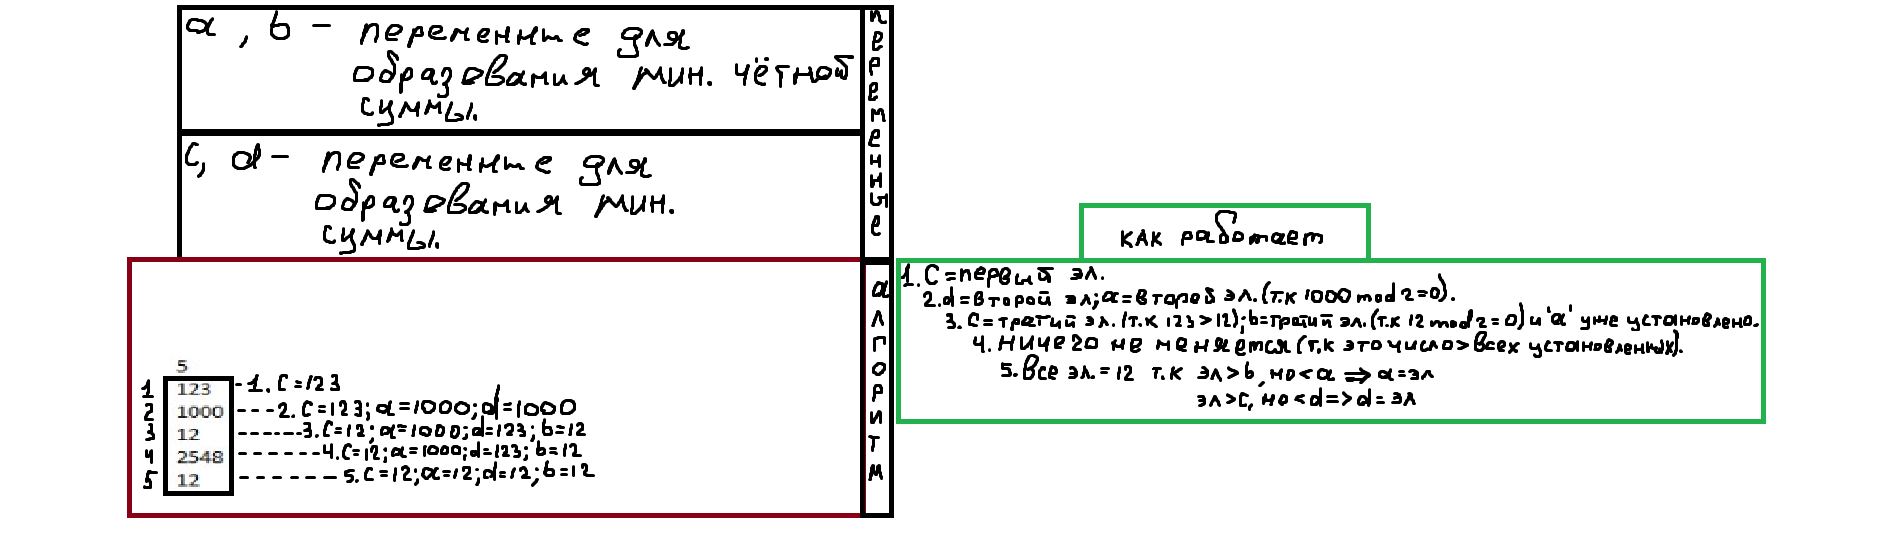 a, b - переменные для
образования мин. чётной
суммы.
c, d - переменные для
образования мин.
суммы.
переменные
алгоритм
5
1 123 - 1. C=123
2 1000 --- 2. C=123; a=1000; d=1000
3 12 ------ 3. C=12; a=1000; d=123; b=12
4 2548 ------- 4. C=12; a=1000; d=123; b=12
5 12 ------- 5. C=12; a=12; d=12; b=12
как работает
1. C=первый эл.
2. d=второй эл; a=второй эл. (т.к 1000 mod 2=0).
3. C=третий эл. (т.к 123>12); b=третий эл. (т.к 12 mod 2=0) и 'a' уже установлено.
4. ничего не меняется (т.к это число> всех установленных).
5. Все эл.=12 т.к эл>b, но<a => a=эл
эл>c, но<d=>d=эл